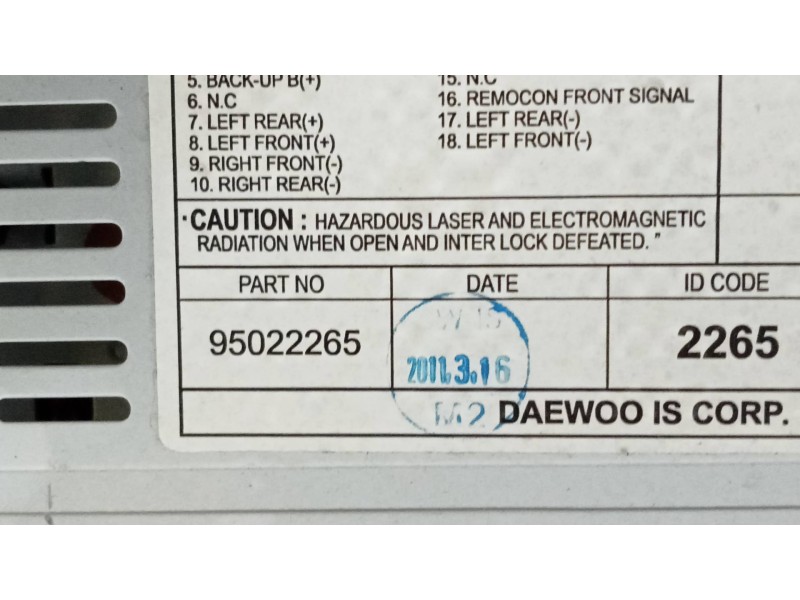 5. BACK-UP B(+)
6. N.C
7. LEFT REAR(+)
8. LEFT FRONT(+)
9. RIGHT FRONT(-)
10. RIGHT REAR(-)
15. N.C
16. REMOCON FRONT SIGNAL
17. LEFT REAR(-)
18. LEFT FRONT(-)
"CAUTION : HAZARDOUS LASER AND ELECTROMAGNETIC
RADIATION WHEN OPEN AND INTER LOCK DEFEATED."
PART NO DATE ID CODE
95022265 2011.3.16 2265
M2
DAEWOO IS CORP.